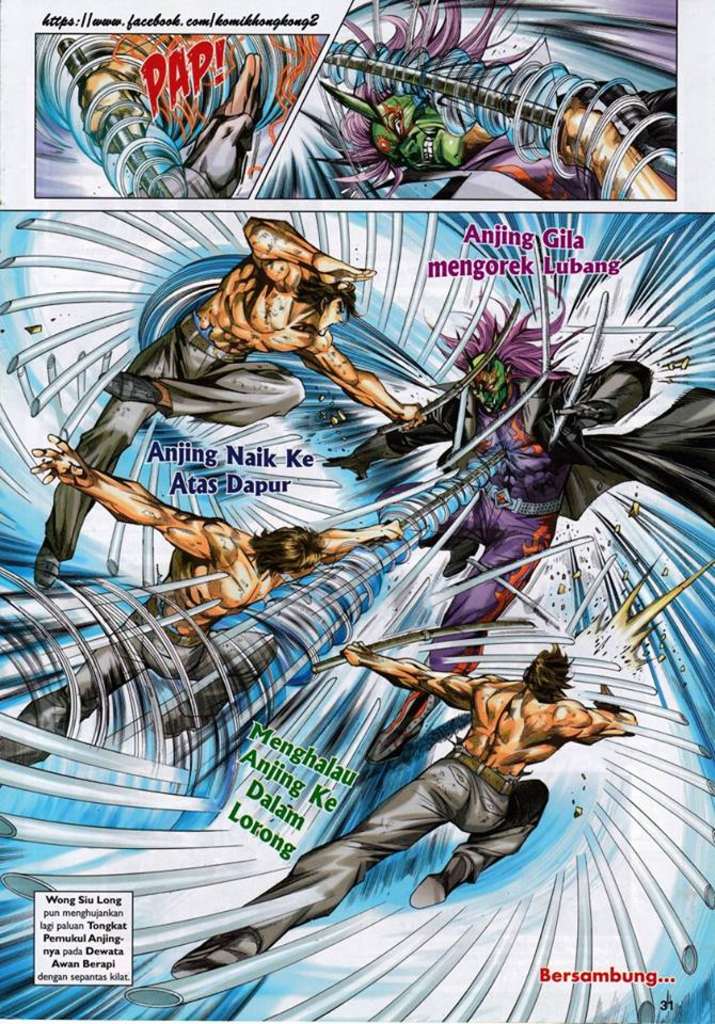 https://www.facebook.com/komikhongkong2
PAP!
Anjing Gila
mengorek Lubang
Anjing Naik Ke
Atas Dapur
Menghalau
Anjing Ke
Dalam
Lorong
Wong Siu Long
pun menghujankan
lagi paluan Tongkat
Pemukul Anjing-
nya pada Dewata
Awan Berapi
dengan sepantas kilat.
Bersambung...
31